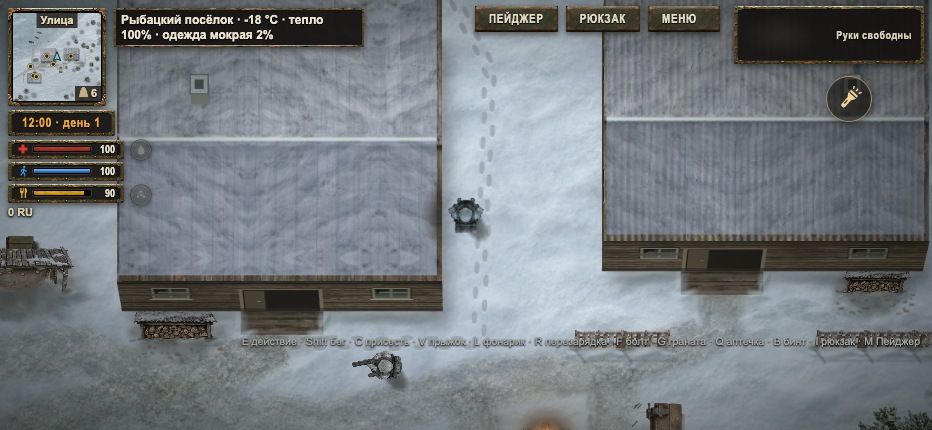 Улица
6
12:00 · день 1
100
100
90
0 RU
Рыбацкий посёлок · -18 °C · тепло
100% · одежда мокрая 2%
ПЕЙДЖЕР
РЮКЗАК
МЕНЮ
Руки свободны
E действие · Shift бег · C присесть · V прыжок · L фонарик · R перезарядка · F болт · G граната · Q аптечка · B бинт · I рюкзак · M Пейджер